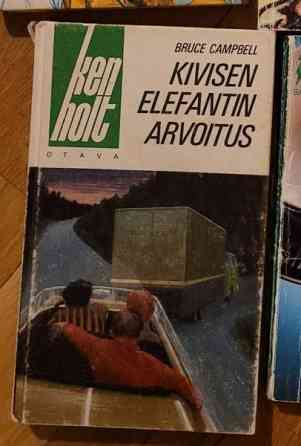 ken
holt
OTAVA
BRUCE CAMPBELL
KIVISEN
ELEFANTIN
ARVOITUS